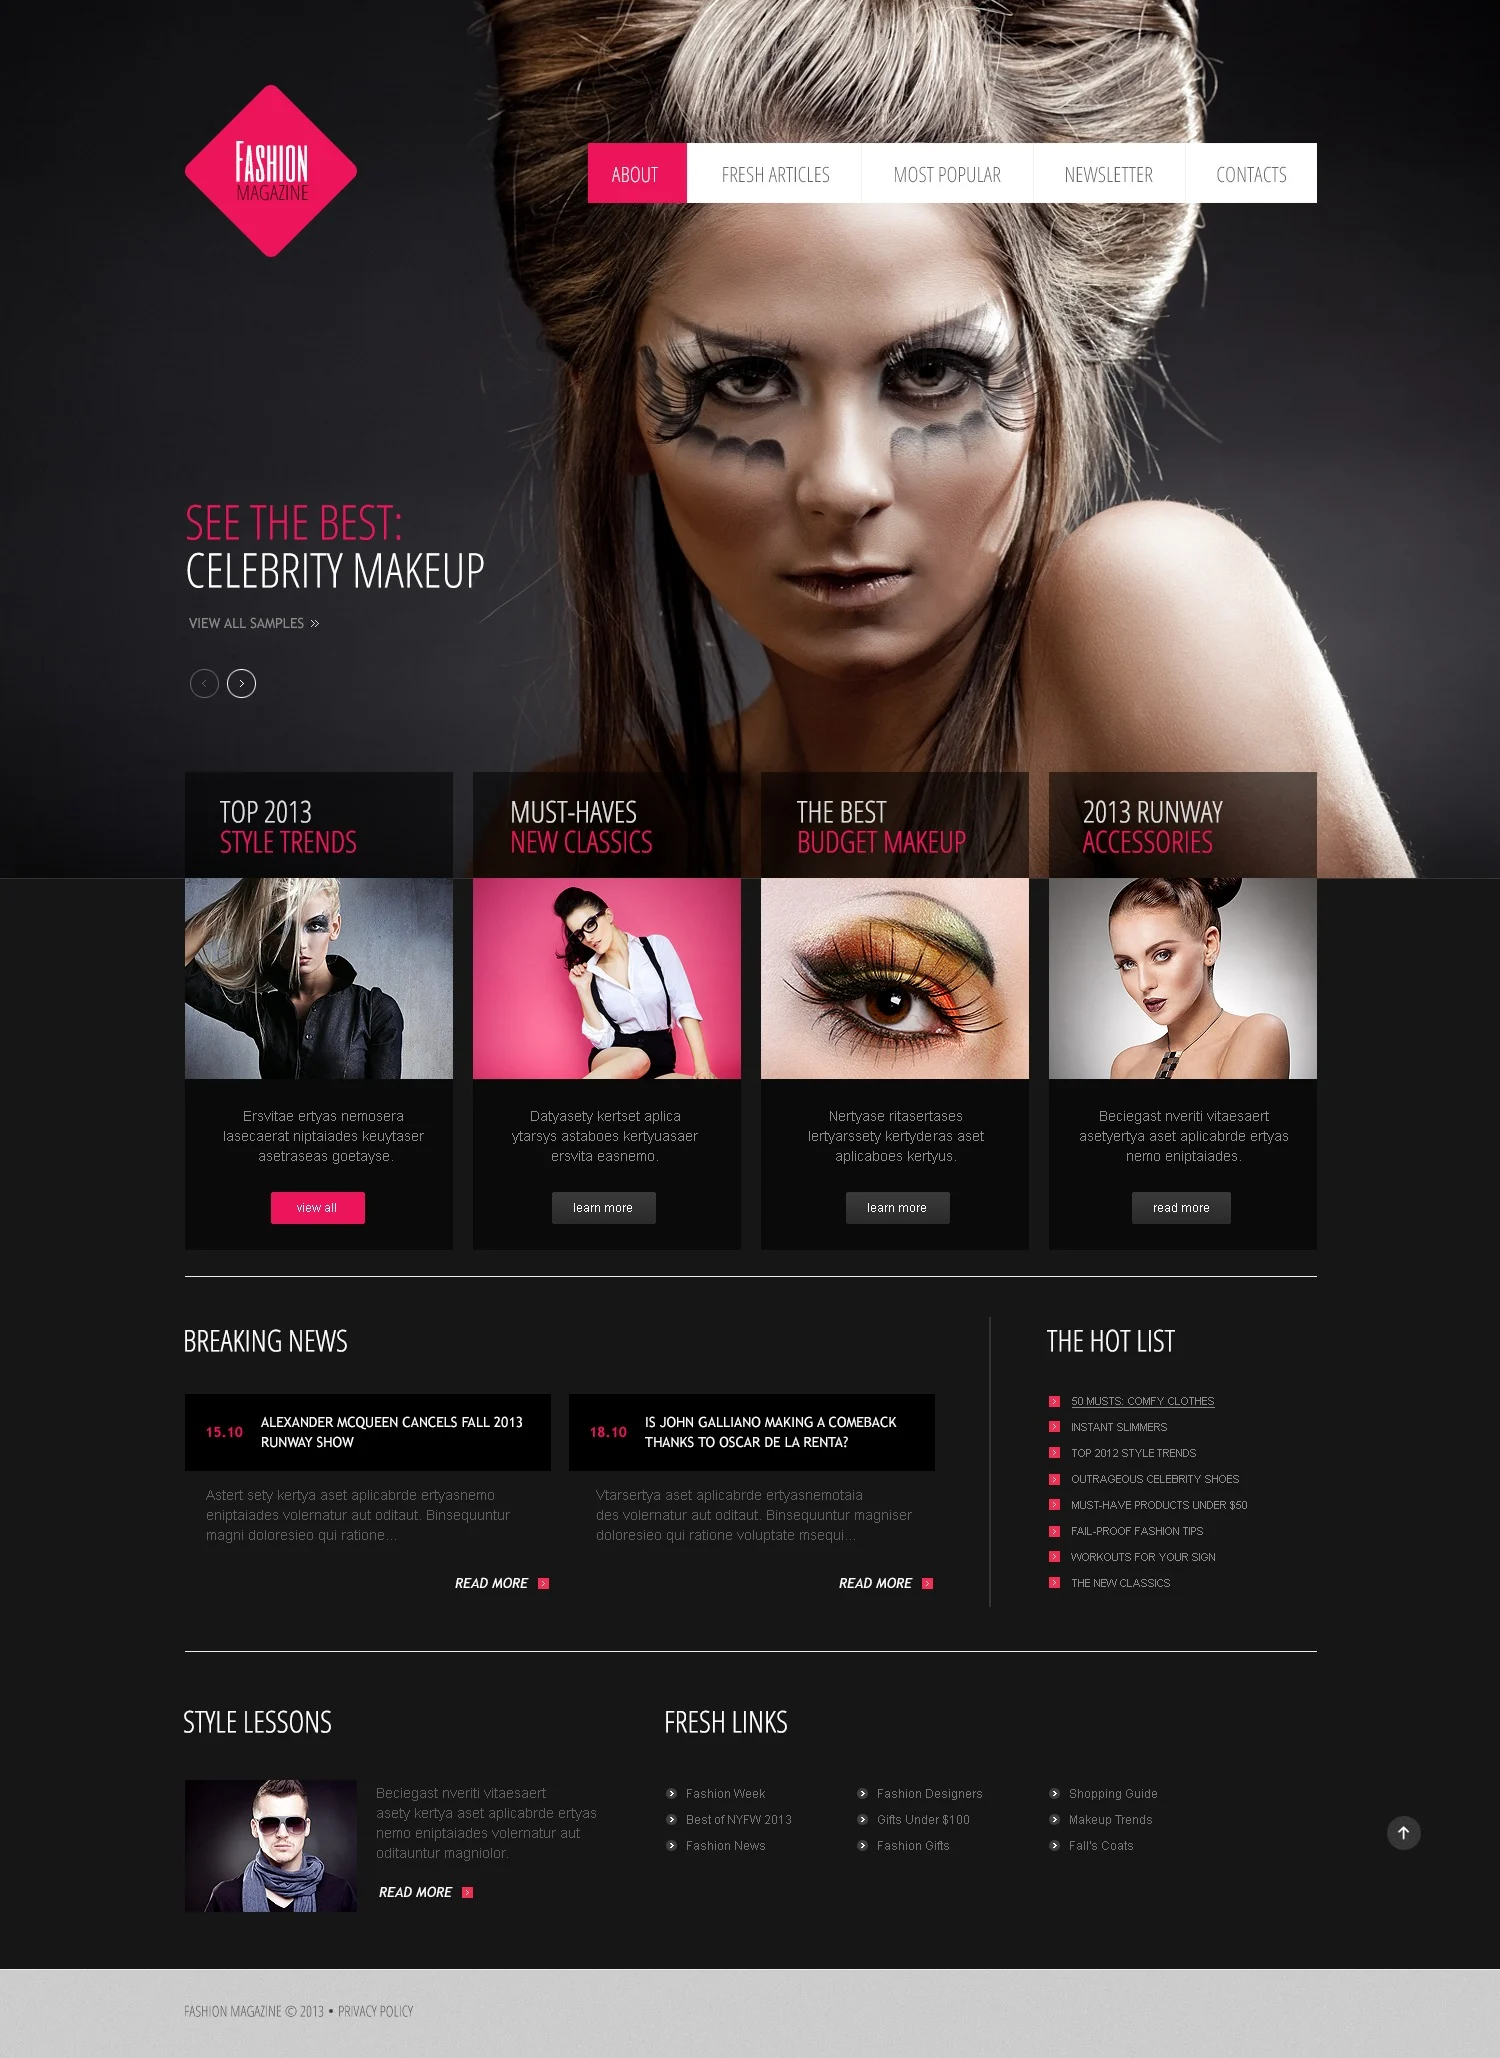 FASHION
MAGAZINE
ABOUT
FRESH ARTICLES
MOST POPULAR
NEWSLETTER
CONTACTS
SEE THE BEST:
CELEBRITY MAKEUP
VIEW ALL SAMPLES »
TOP 2013
STYLE TRENDS
MUST-HAVES
NEW CLASSICS
THE BEST
BUDGET MAKEUP
2013 RUNWAY
ACCESSORIES
Ersvitae ertyas nemosera
lasecaerat niptaiades keuytaser
asetraseas goetayse.
view all
Datyasety kertset aplica
ytarsys astaboes kertyuasaer
ersvita easnemo.
learn more
Nertyase ritasertases
lertyarssety kertyderas aset
aplicaboes kertyus.
learn more
Beciegast nveriti vitaesaert
asetyertya aset aplicabrde ertyas
nemo eniptaiades.
read more
BREAKING NEWS
15.10
ALEXANDER MCQUEEN CANCELS FALL 2013
RUNWAY SHOW
Astert sety kertya aset aplicabrde ertyasnemo
eniptaiades volernatur aut oditaut. Binsequuntur
magni doloresieo qui ratione...
READ MORE
18.10
IS JOHN GALLIANO MAKING A COMEBACK
THANKS TO OSCAR DE LA RENTA?
Vtarsertya aset aplicabrde ertyasnemotaia
des volernatur aut oditaut. Binsequuntur magniser
doloresieo qui ratione voluptate msequi...
READ MORE
THE HOT LIST
50 MUSTS: COMFY CLOTHES
INSTANT SLIMMERS
TOP 2012 STYLE TRENDS
OUTRAGEOUS CELEBRITY SHOES
MUST-HAVE PRODUCTS UNDER $50
FAIL-PROOF FASHION TIPS
WORKOUTS FOR YOUR SIGN
THE NEW CLASSICS
STYLE LESSONS
Beciegast nveriti vitaesaert
asety kertya aset aplicabrde ertyas
nemo eniptaiades volernatur aut
oditauntur magniolor.
READ MORE
FRESH LINKS
Fashion Week
Best of NYFW 2013
Fashion News
Fashion Designers
Gifts Under $100
Fashion Gifts
Shopping Guide
Makeup Trends
Fall's Coats
FASHION MAGAZINE © 2013 • PRIVACY POLICY